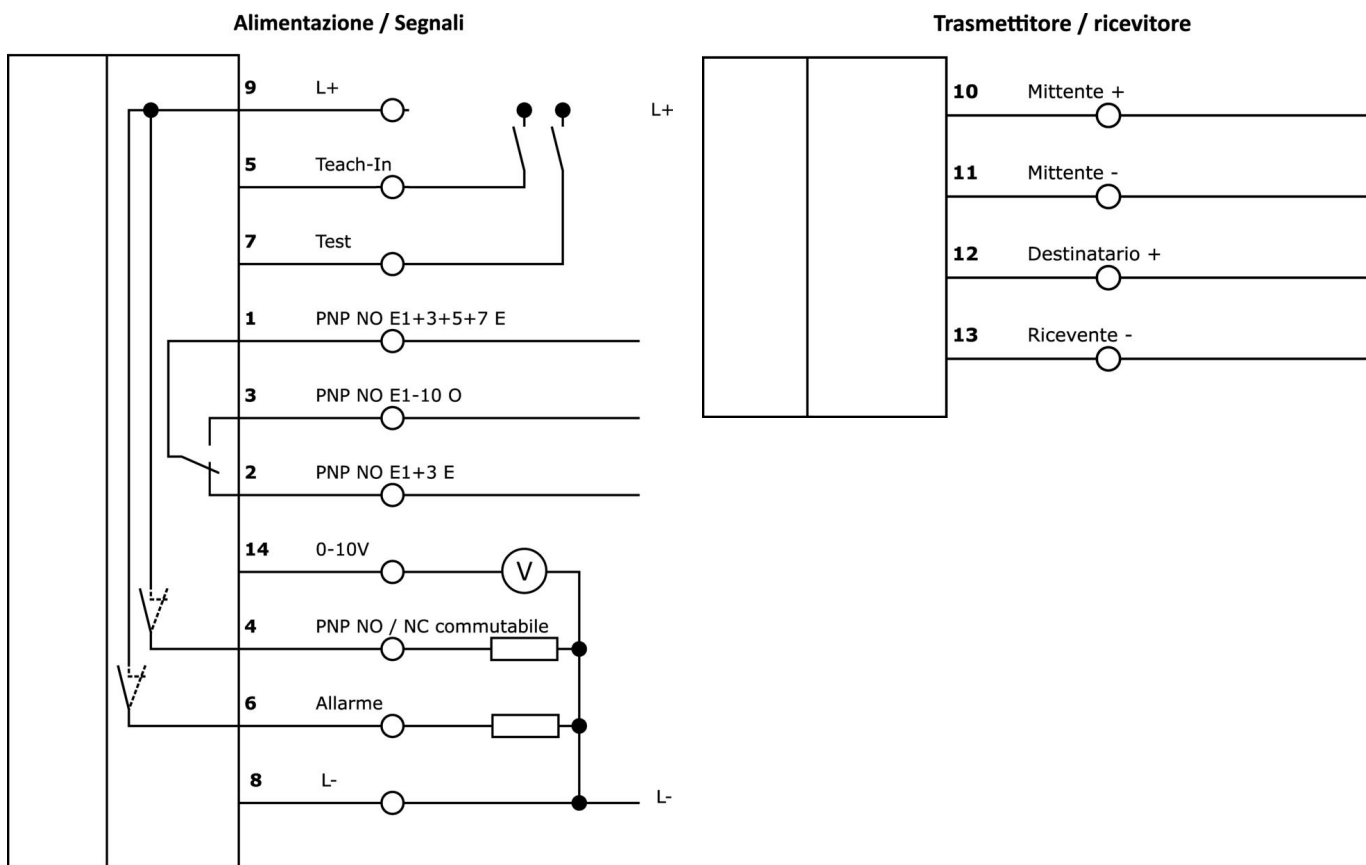 Alimentazione / Segnali
9 L+
L+
5 Teach-In
7 Test
1 PNP NO E1+3+5+7 E
3 PNP NO E1-10 O
2 PNP NO E1+3 E
14 0-10V
V
4 PNP NO / NC commutabile
6 Allarme
8 L-
L-
Trasmettitore / ricevitore
10 Mittente +
11 Mittente -
12 Destinatario +
13 Ricevente -